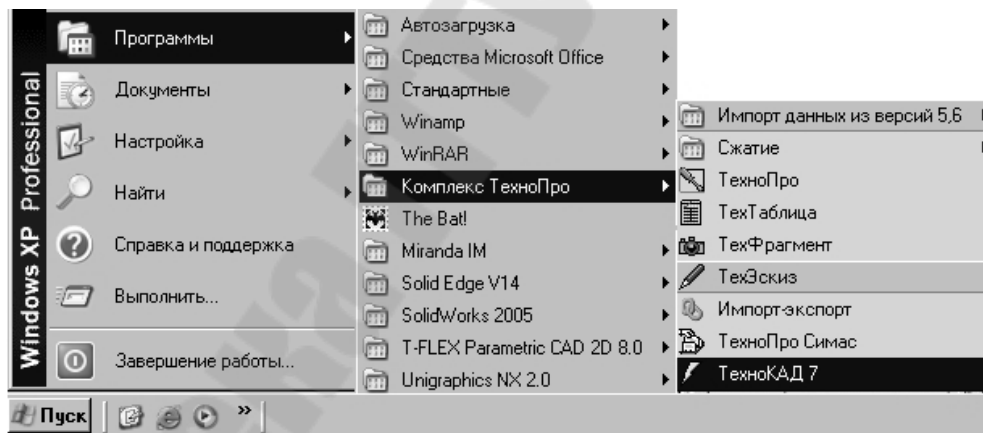 Windows XP Professional
Программы
Документы
Настройка
Найти
Справка и поддержка
Выполнить...
Завершение работы...
Автозагрузка
Средства Microsoft Office
Стандартные
Winamp
WinRAR
Комплекс ТехноПро
The Bat!
Miranda IM
Solid Edge V14
SolidWorks 2005
T-FLEX Parametric CAD 2D 8.0
Unigraphics NX 2.0
Импорт данных из версий 5,6
Сжатие
ТехноПро
ТехТаблица
ТехФрагмент
ТехЭскиз
Импорт-экспорт
ТехноПро Симас
ТехноКАД 7
Пуск
»